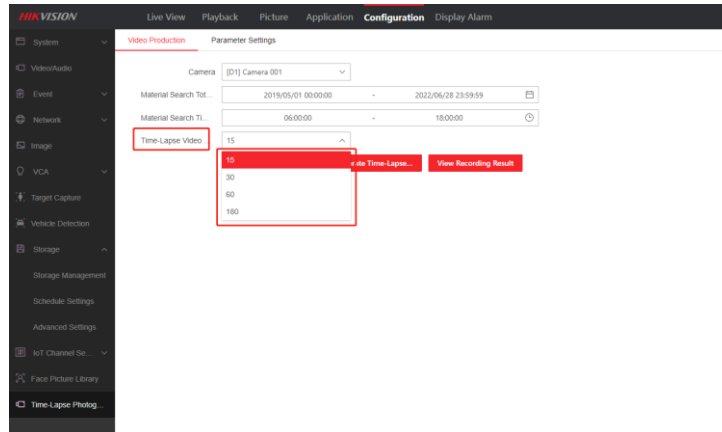 HIKVISION Live View Playback Picture Application Configuration Display Alarm
System
Video/Audio
Event
Network
Image
VCA
Target Capture
Vehicle Detection
Storage
Storage Management
Schedule Settings
Advanced Settings
IoT Channel Se...
Face Picture Library
Time-Lapse Photog...
Video Production Parameter Settings
Camera [D1] Camera 001
Material Search Tot... 2019/05/01 00:00:00 - 2022/06/28 23:59:59
Material Search Ti... 06:00:00 - 18:00:00
Time-Lapse Video ... 15
15
30
60
180
Time-Lapse... View Recording Result